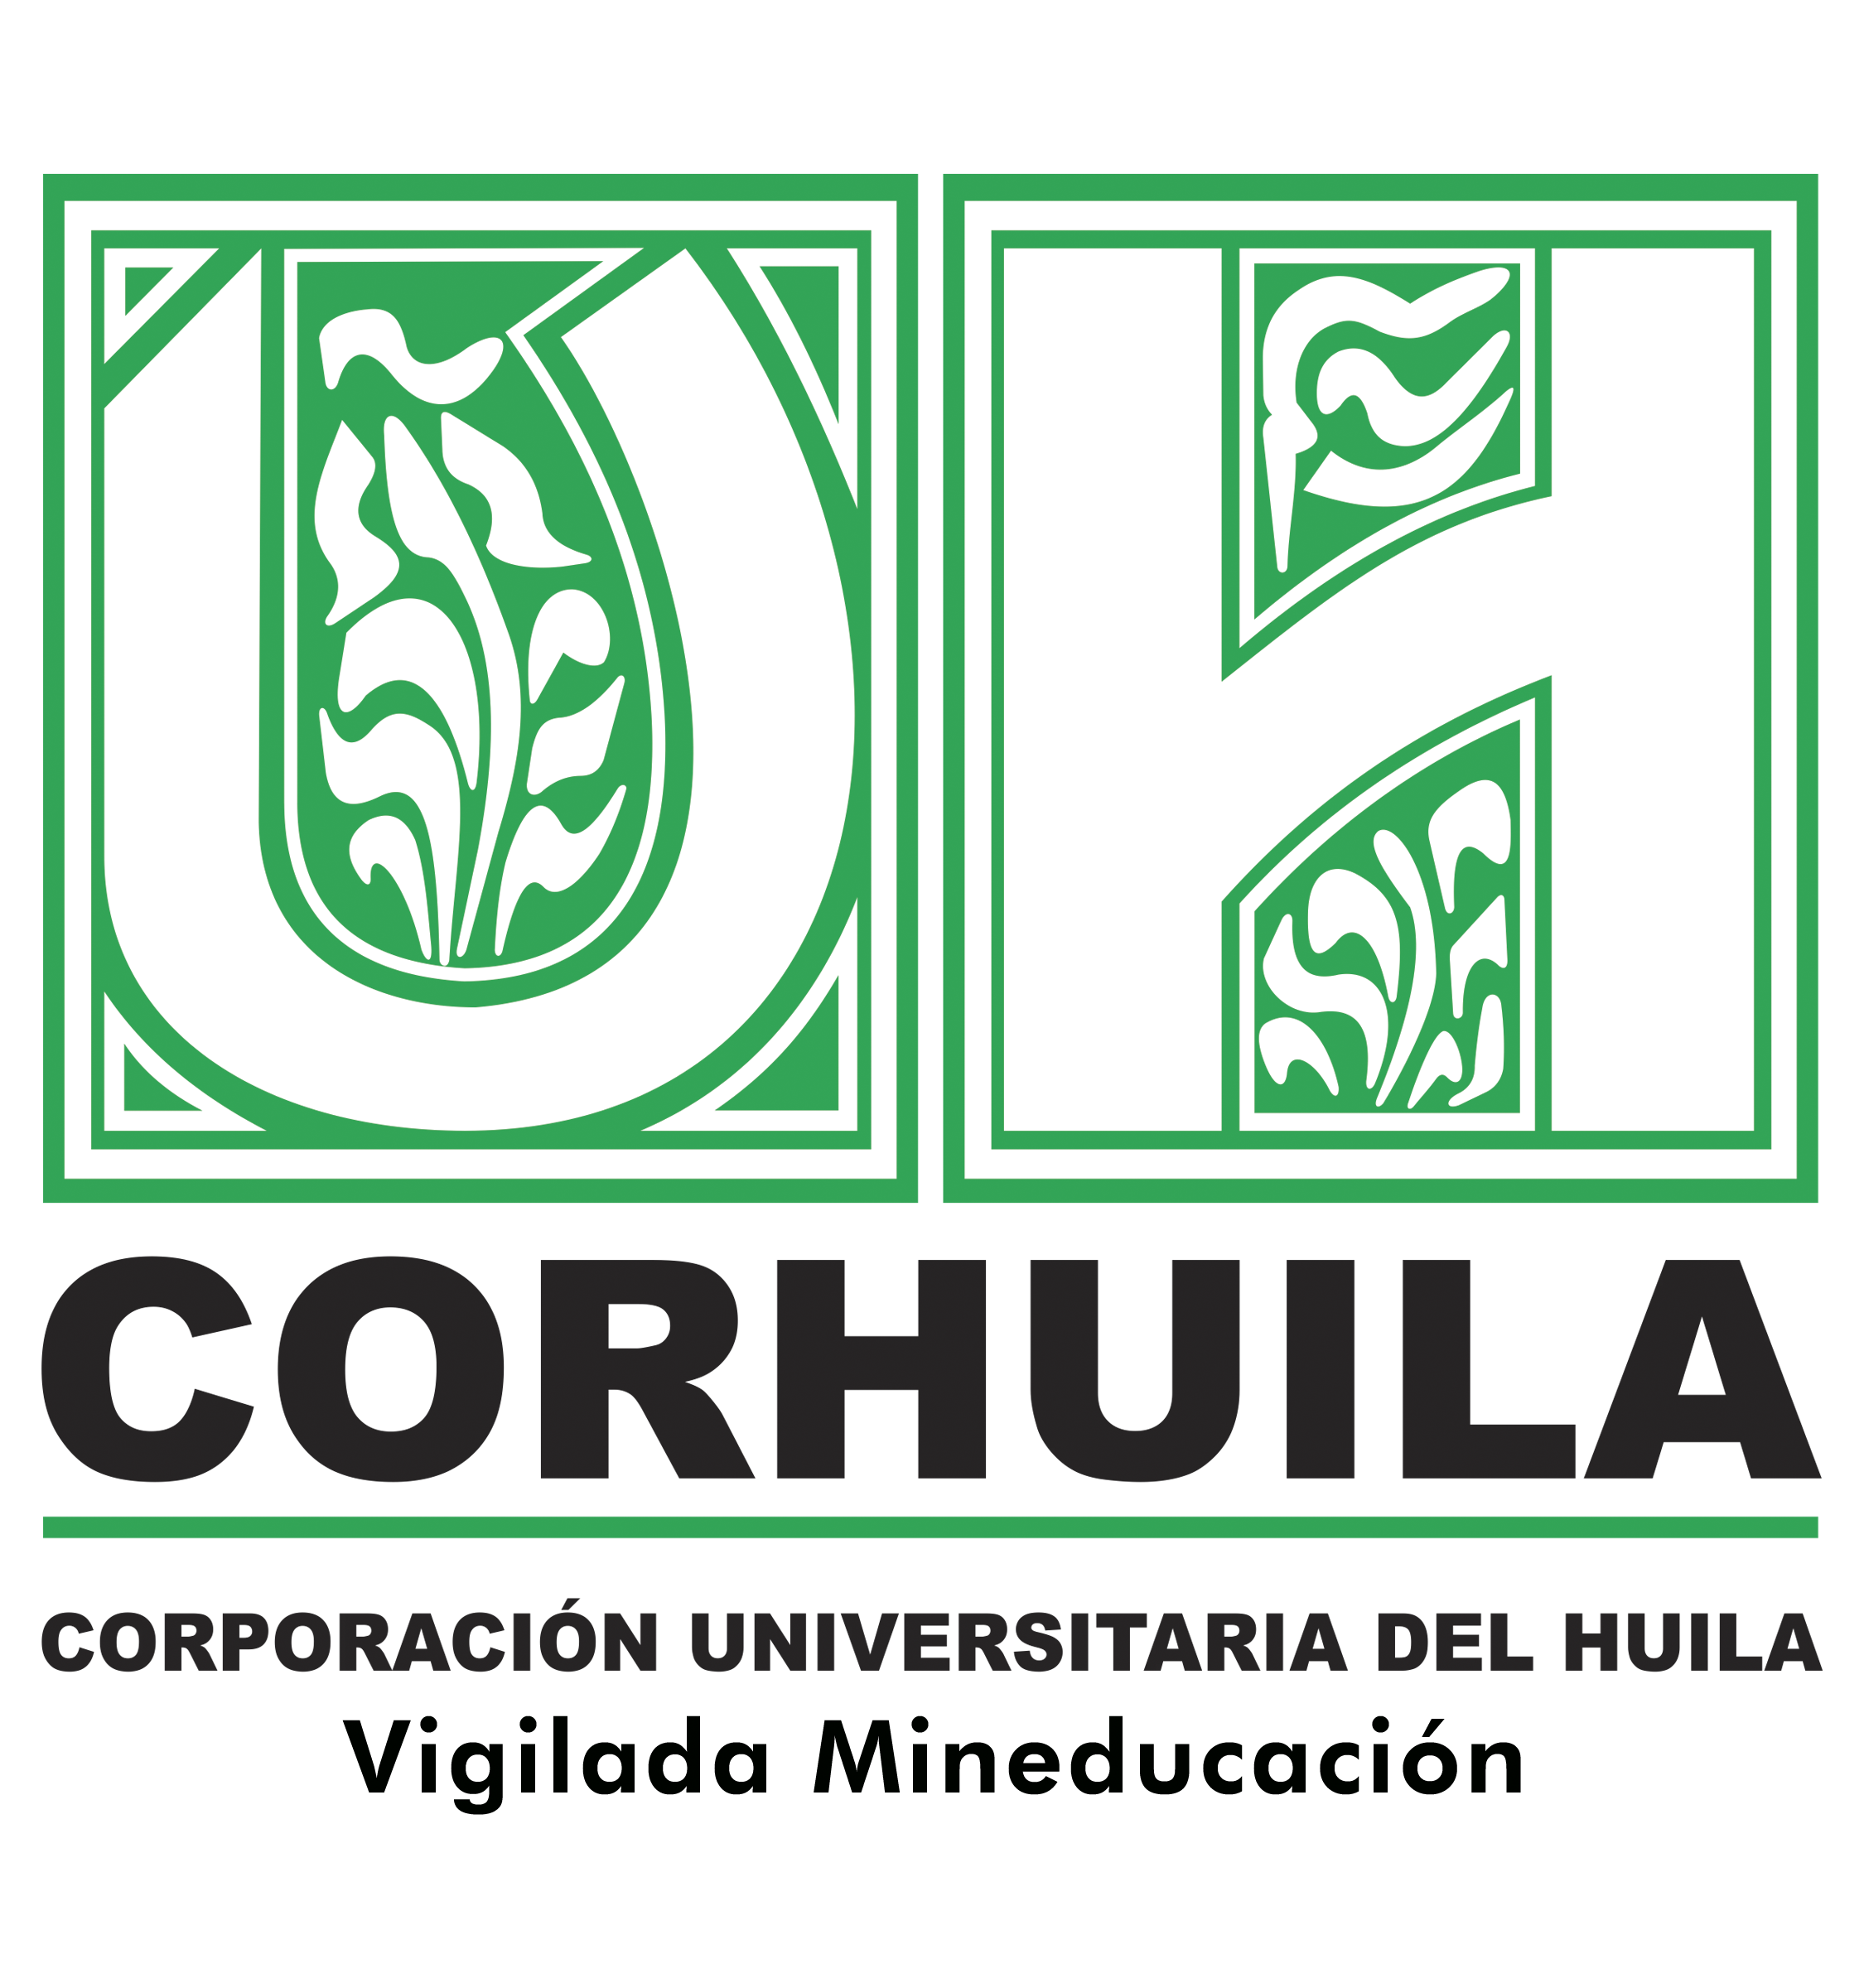 CORHUILA
CORPORACIÓN UNIVERSITARIA DEL HUILA
Vigilada Mineducación